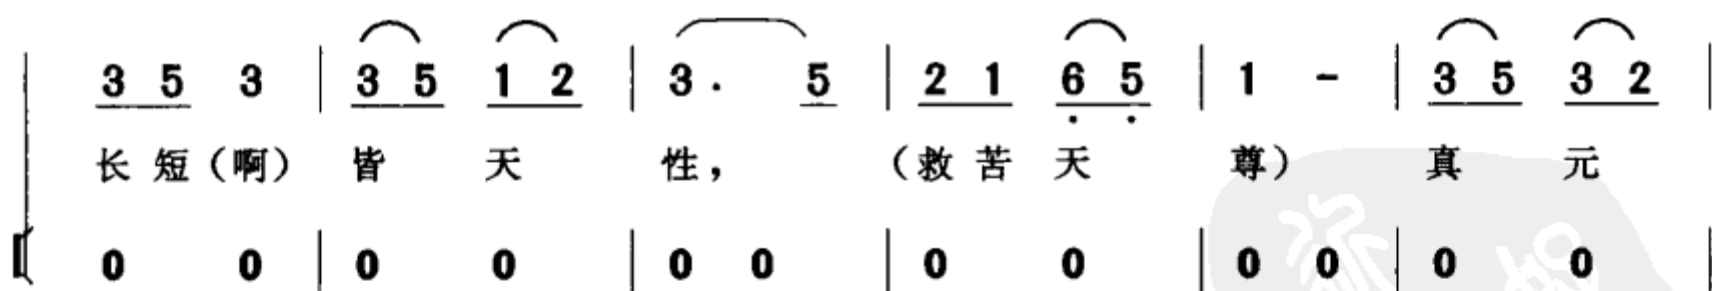 3 5 3 | 3 5 1 2 | 3 . 5 | 2 1 6 5 | 1 - | 3 5 3 2 |
长 短（啊） 皆 天 性，（救 苦 天 尊） 真 元
0 0 | 0 0 | 0 0 | 0 0 | 0 0 | 0 0 |